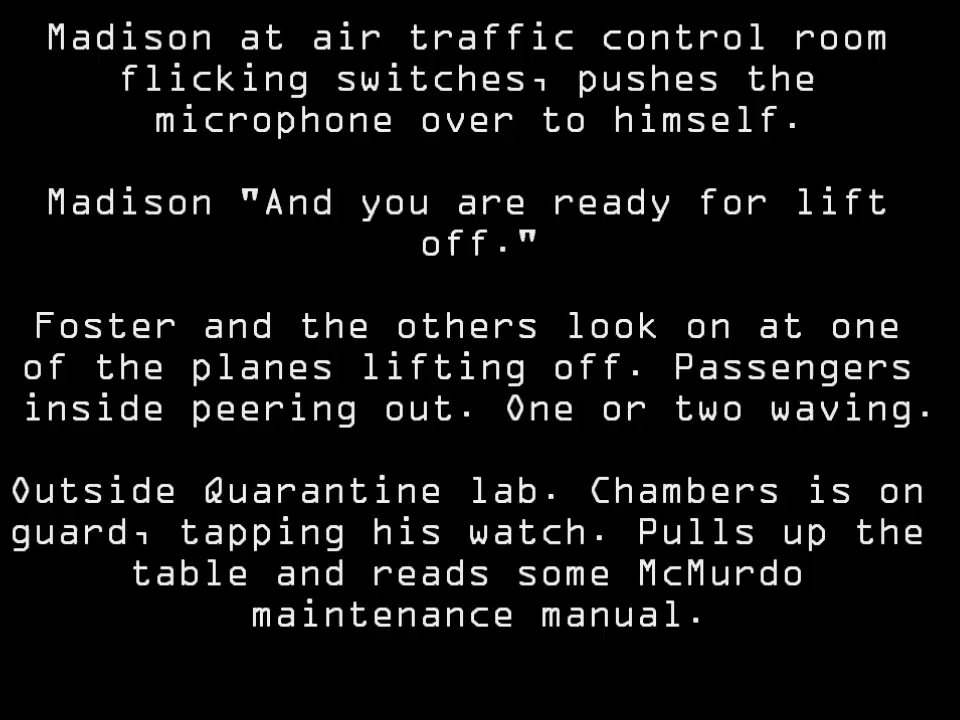 Madison at air traffic control room
flicking switches, pushes the
microphone over to himself.
Madison "And you are ready for lift
off."
Foster and the others look on at one
of the planes lifting off. Passengers
inside peering out. One or two waving.
Outside Quarantine lab. Chambers is on
guard, tapping his watch. Pulls up the
table and reads some McMurdo
maintenance manual.